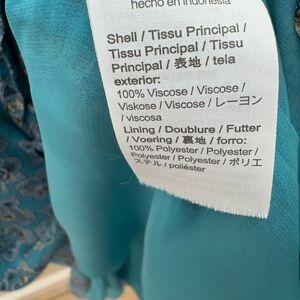 hecho en Indonesia
Shell / Tissu Principal /
Tissu Principal / Tissu
Principal / 表地 / tela
exterior:
100% Viscose / Viscose /
Viskose / Viscose / レーヨン
/ viscosa
Lining / Doublure / Futter
/ Voering / 裏地 / forro:
100% Polyester / Polyester
/ Polyester / Polyester / ポリエ
ステル / poliéster